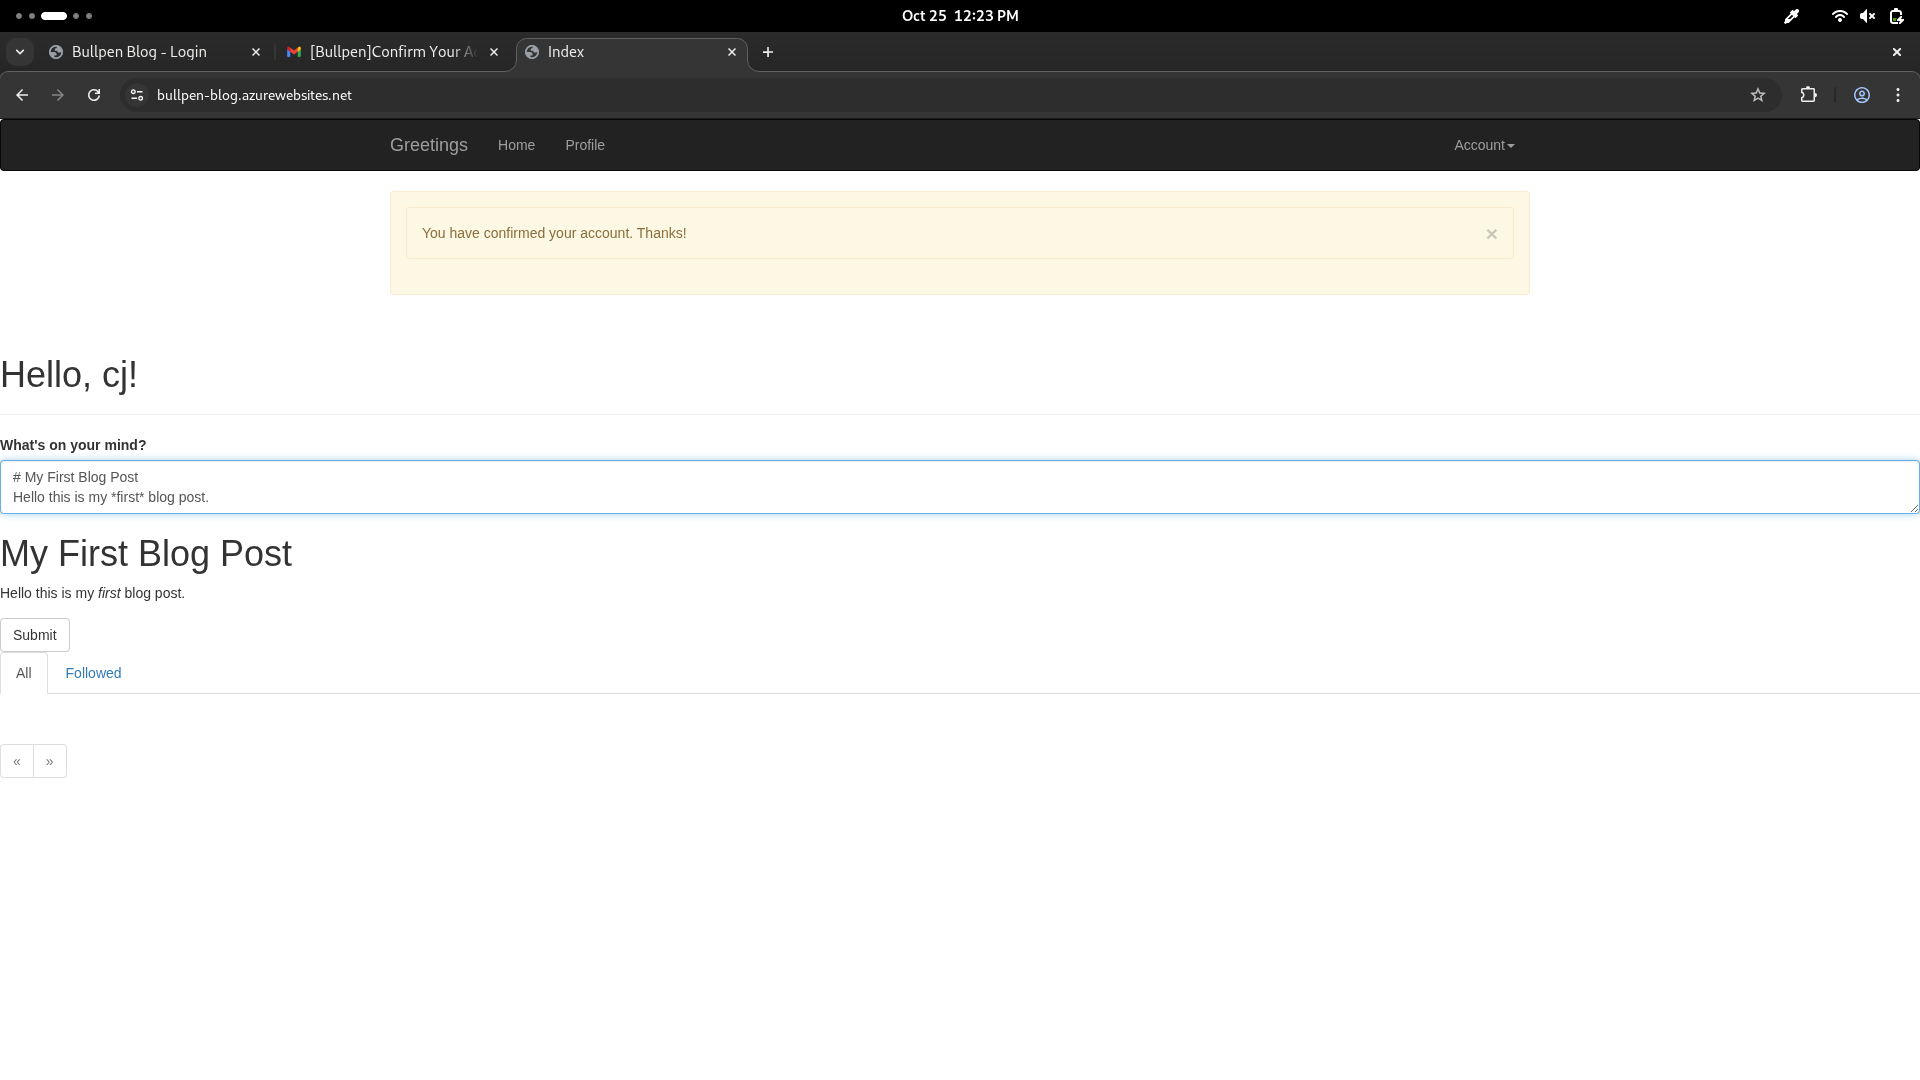 Oct 25 12:23 PM
Bullpen Blog - Login
[Bullpen]Confirm Your A
Index
bullpen-blog.azurewebsites.net
Greetings Home Profile Account
You have confirmed your account. Thanks! ×
Hello, cj!
What's on your mind?
# My First Blog Post
Hello this is my *first* blog post.
My First Blog Post
Hello this is my first blog post.
Submit
All Followed
« »